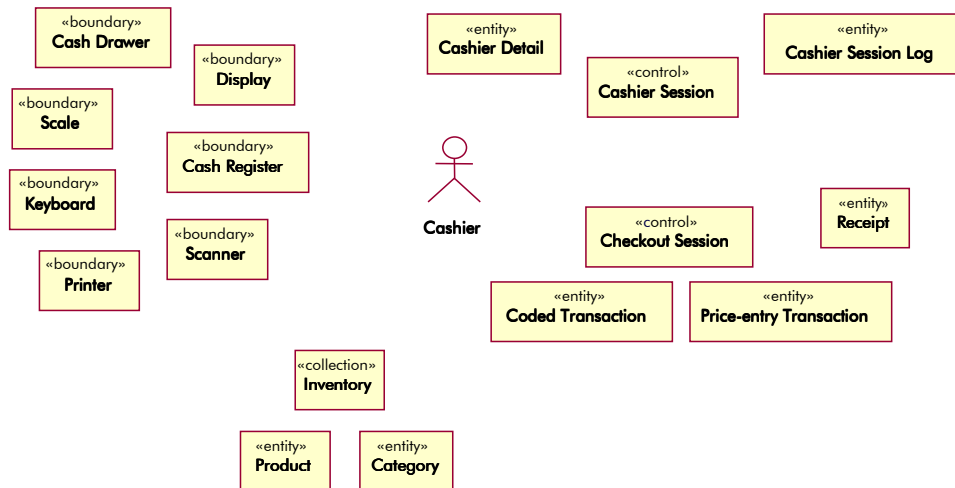 «boundary»
Cash Drawer
«boundary»
Display
«boundary»
Scale
«boundary»
Cash Register
«boundary»
Keyboard
«boundary»
Scanner
«boundary»
Printer
«entity»
Cashier Detail
«control»
Cashier Session
«entity»
Cashier Session Log
Cashier
«control»
Checkout Session
«entity»
Receipt
«entity»
Coded Transaction
«entity»
Price-entry Transaction
«collection»
Inventory
«entity»
Product
«entity»
Category